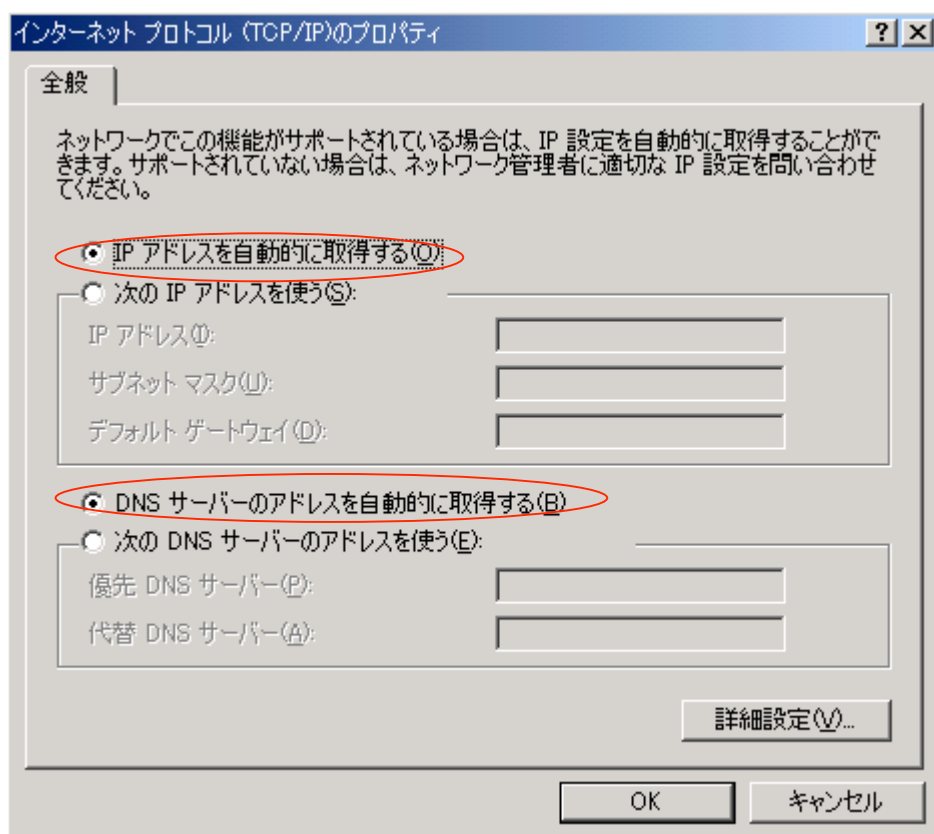 インターネット プロトコル (TCP/IP)のプロパティ
全般
ネットワークでこの機能がサポートされている場合は、IP 設定を自動的に取得することがで
きます。サポートされていない場合は、ネットワーク管理者に適切な IP 設定を問い合わせ
てください。
IP アドレスを自動的に取得する(O)
次の IP アドレスを使う(S):
IP アドレス(I):
サブネット マスク(U):
デフォルト ゲートウェイ(D):
DNS サーバーのアドレスを自動的に取得する(B)
次の DNS サーバーのアドレスを使う(E):
優先 DNS サーバー(P):
代替 DNS サーバー(A):
詳細設定(V)...
OK キャンセル